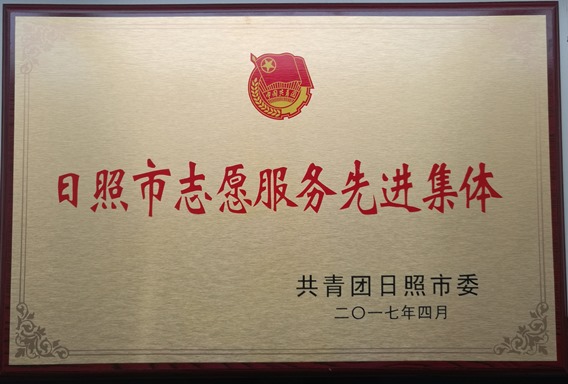 日照市志愿服务先进集体
共青团日照市委
二〇一七年四月